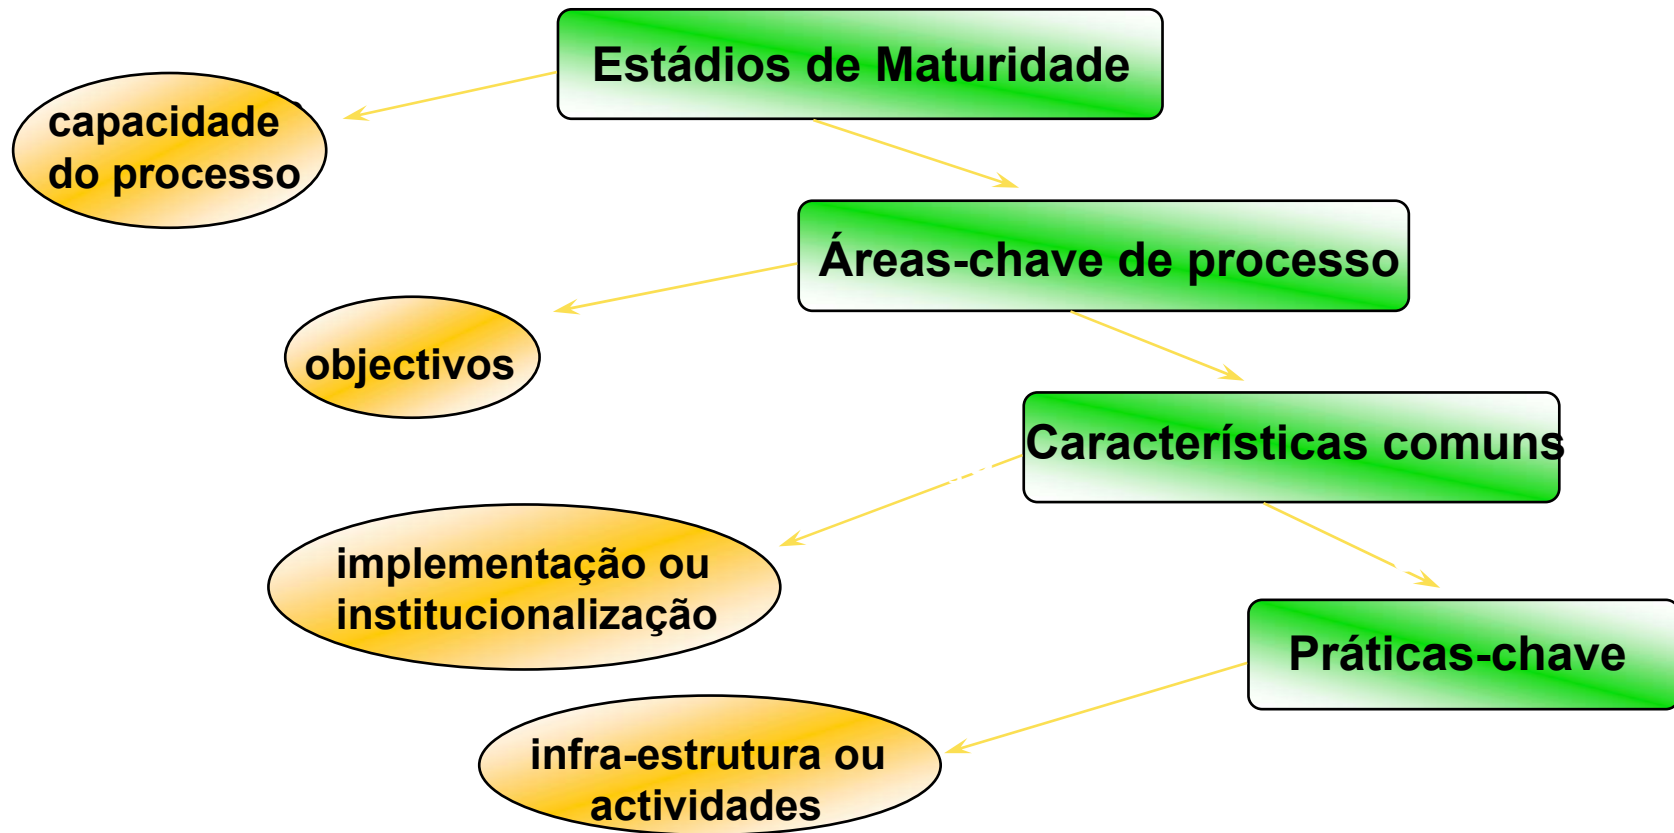 Estádios de Maturidade
capacidade
do processo
Áreas-chave de processo
objectivos
Características comuns
implementação ou
institucionalização
Práticas-chave
infra-estrutura ou
actividades